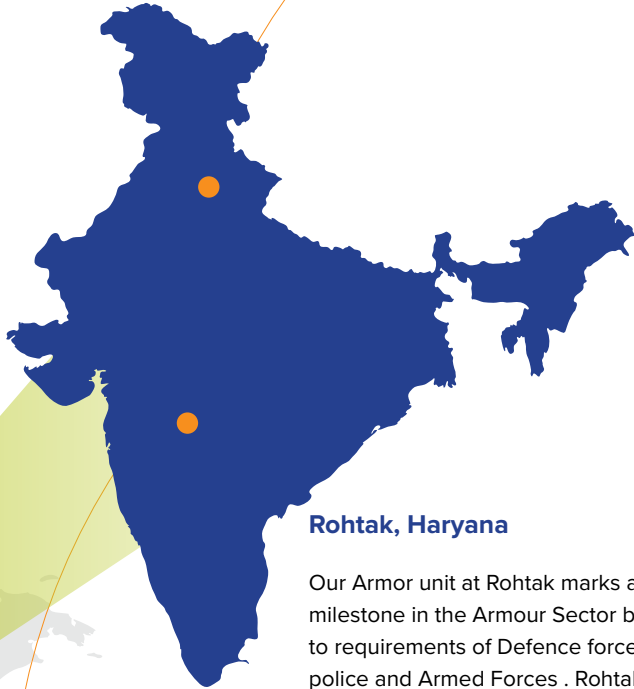 Rohtak, Haryana
Our Armor unit at Rohtak marks a
milestone in the Armour Sector b
to requirements of Defence force
police and Armed Forces . Rohtak